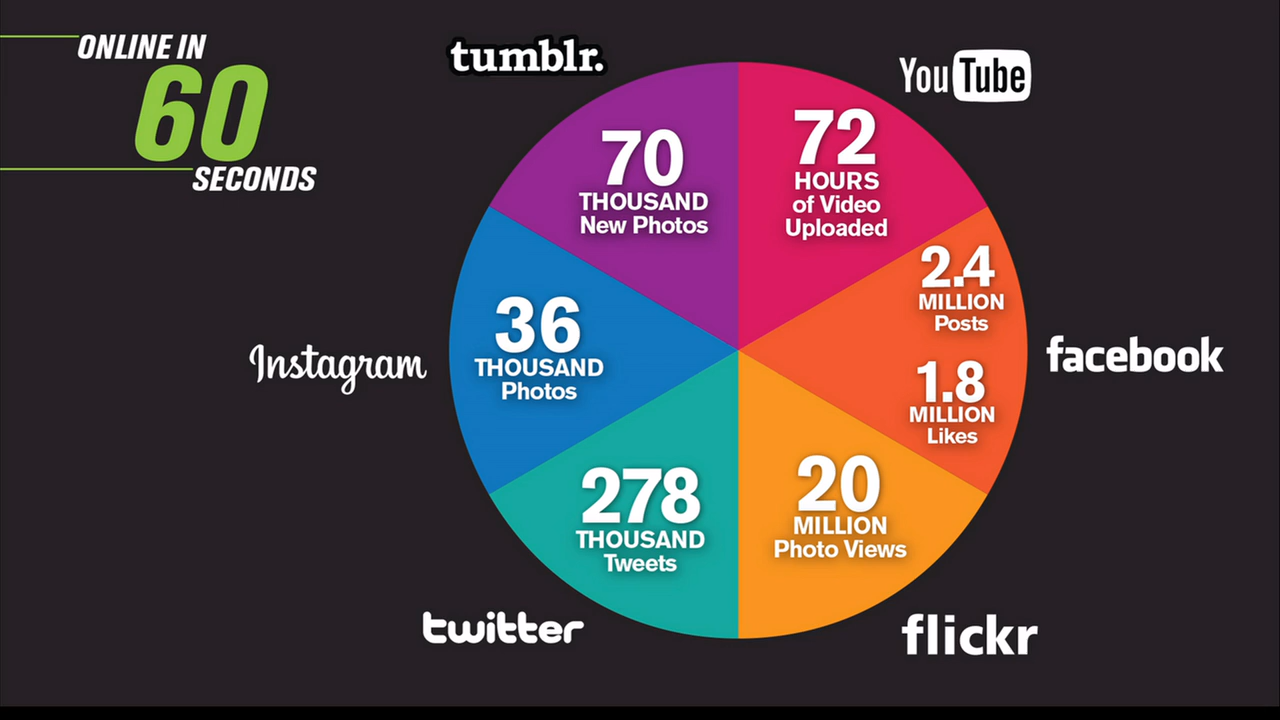 ONLINE IN
60
SECONDS
tumblr.
YouTube
70
THOUSAND
New Photos
72
HOURS
of Video
Uploaded
2.4
MILLION
Posts
1.8
MILLION
Likes
facebook
36
THOUSAND
Photos
Instagram
278
THOUSAND
Tweets
twitter
20
MILLION
Photo Views
flickr